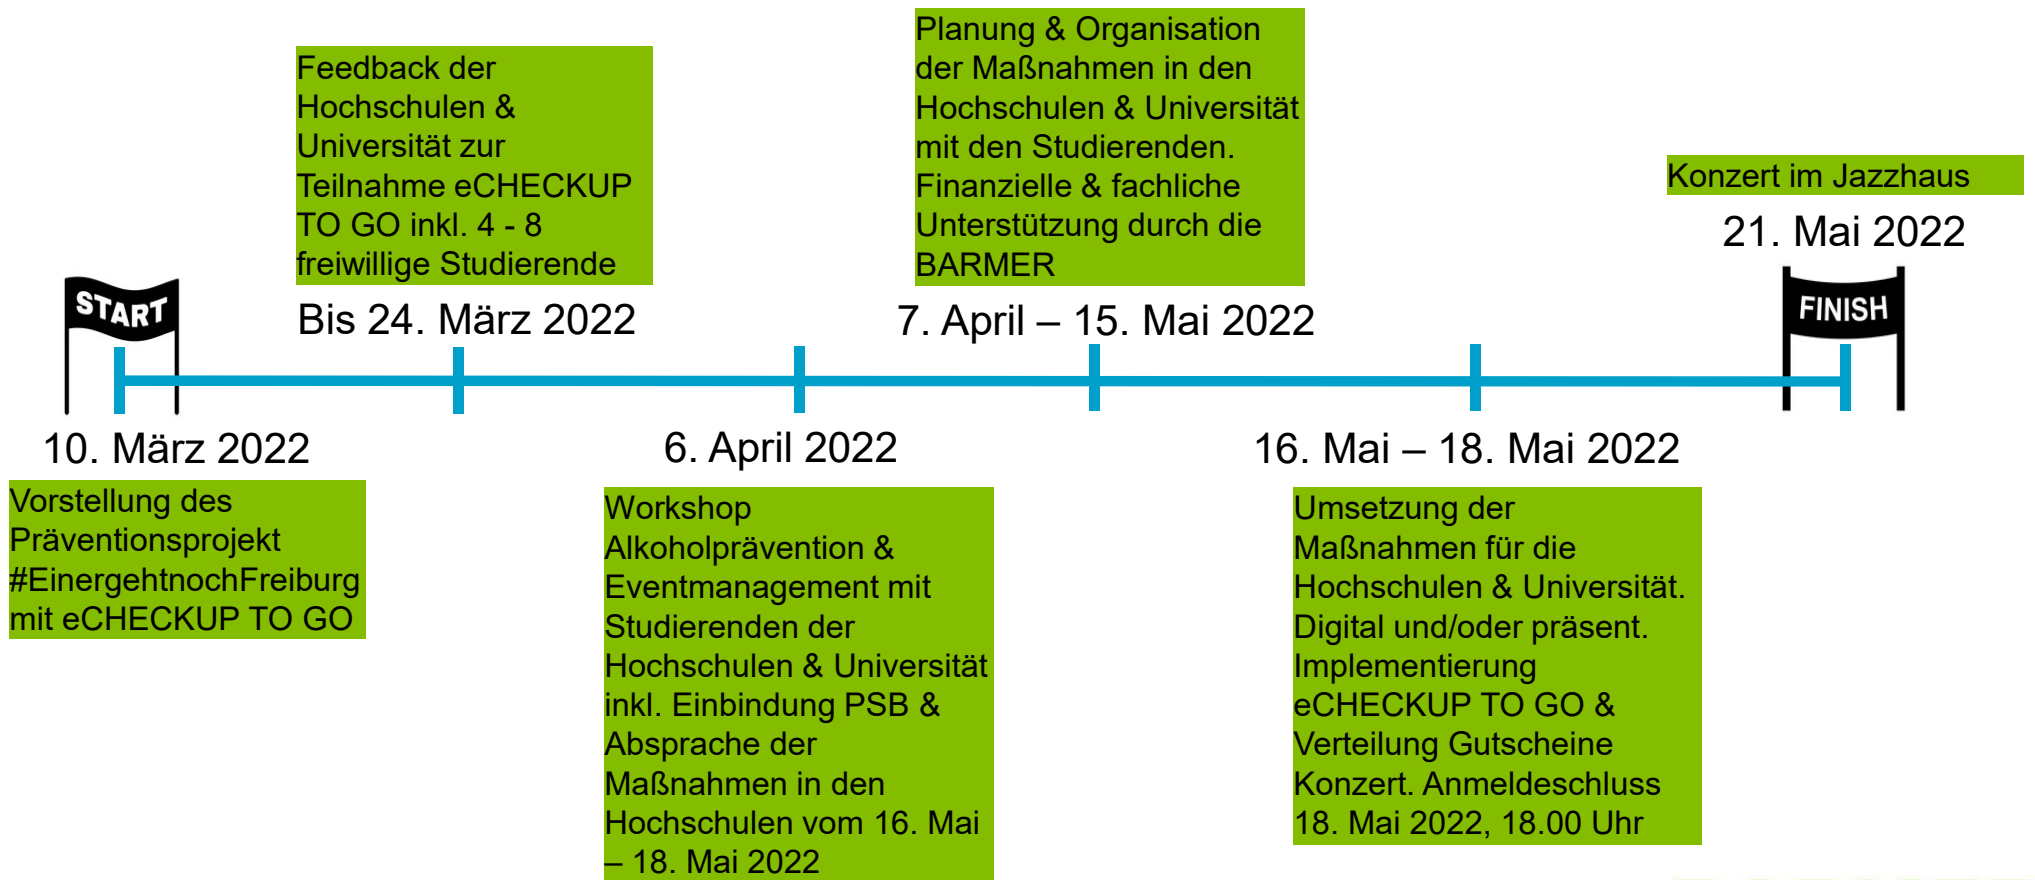 START
10. März 2022
Vorstellung des
Präventionsprojekt
#EinergehtnochFreiburg
mit eCHECKUP TO GO
Feedback der
Hochschulen &
Universität zur
Teilnahme eCHECKUP
TO GO inkl. 4 - 8
freiwillige Studierende
Bis 24. März 2022
6. April 2022
Workshop
Alkoholprävention &
Eventmanagement mit
Studierenden der
Hochschulen & Universität
inkl. Einbindung PSB &
Absprache der
Maßnahmen in den
Hochschulen vom 16. Mai
– 18. Mai 2022
Planung & Organisation
der Maßnahmen in den
Hochschulen & Universität
mit den Studierenden.
Finanzielle & fachliche
Unterstützung durch die
BARMER
7. April – 15. Mai 2022
16. Mai – 18. Mai 2022
Umsetzung der
Maßnahmen für die
Hochschulen & Universität.
Digital und/oder präsent.
Implementierung
eCHECKUP TO GO &
Verteilung Gutscheine
Konzert. Anmeldeschluss
18. Mai 2022, 18.00 Uhr
Konzert im Jazzhaus
21. Mai 2022
FINISH